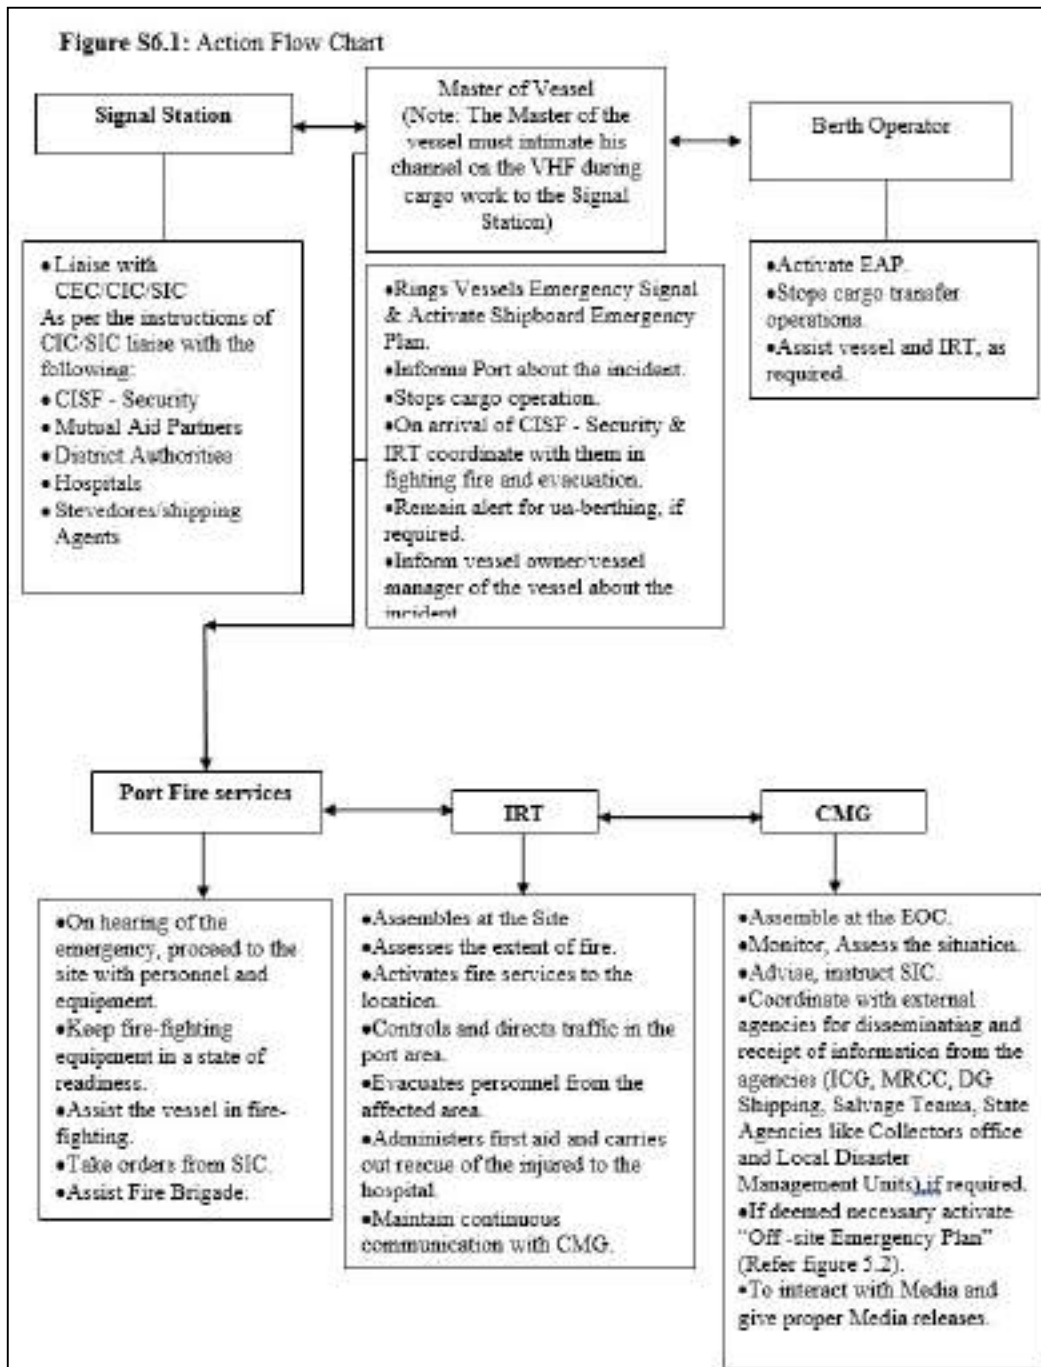 Figure S6.1: Action Flow Chart
Signal Station
Master of Vessel
(Note: The Master of the
vessel must intimate his
channel on the VHF during
cargo work to the Signal
Station)
Berth Operator
●Liaise with
CEC/CIC/SIC
As per the instructions of
CIC/SIC liaise with the
following:
●CISF - Security
●Mutual Aid Partners
●District Authorities
●Hospitals
●Stevedores/shipping
Agents
●Rings Vessels Emergency Signal
& Activate Shipboard Emergency
Plan.
●Informs Port about the incident.
●Stops cargo operation.
●On arrival of CISF - Security &
IRT coordinate with them in
fighting fire and evacuation.
●Remain alert for un-berthing, if
required.
●Inform vessel owner/vessel
manager of the vessel about the
incident
●Activate EAP.
●Stops cargo transfer
operations.
●Assist vessel and IRT, as
required.
Port Fire services
IRT
CMG
●On hearing of the
emergency, proceed to the
site with personnel and
equipment.
●Keep fire-fighting
equipment in a state of
readiness.
●Assist the vessel in fire-
fighting.
●Take orders from SIC.
●Assist Fire Brigade.
●Assembles at the Site
●Assesses the extent of fire.
●Activates fire services to the
location.
●Controls and directs traffic in the
port area.
●Evacuates personnel from the
affected area.
●Administers first aid and carries
out rescue of the injured to the
hospital.
●Maintain continuous
communication with CMG.
●Assemble at the EOC.
●Monitor, Assess the situation.
●Advise, instruct SIC.
●Coordinate with external
agencies for disseminating and
receipt of information from the
agencies (ICG, MRCC, DG
Shipping, Salvage Teams, State
Agencies like Collectors office
and Local Disaster
Management Units),if required.
●If deemed necessary activate
"Off -site Emergency Plan"
(Refer figure 5.2).
●To interact with Media and
give proper Media releases.